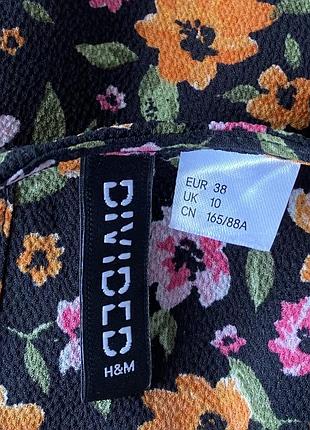 DIVIDED
H&M
EUR 38
UK 10
CN 165/88A